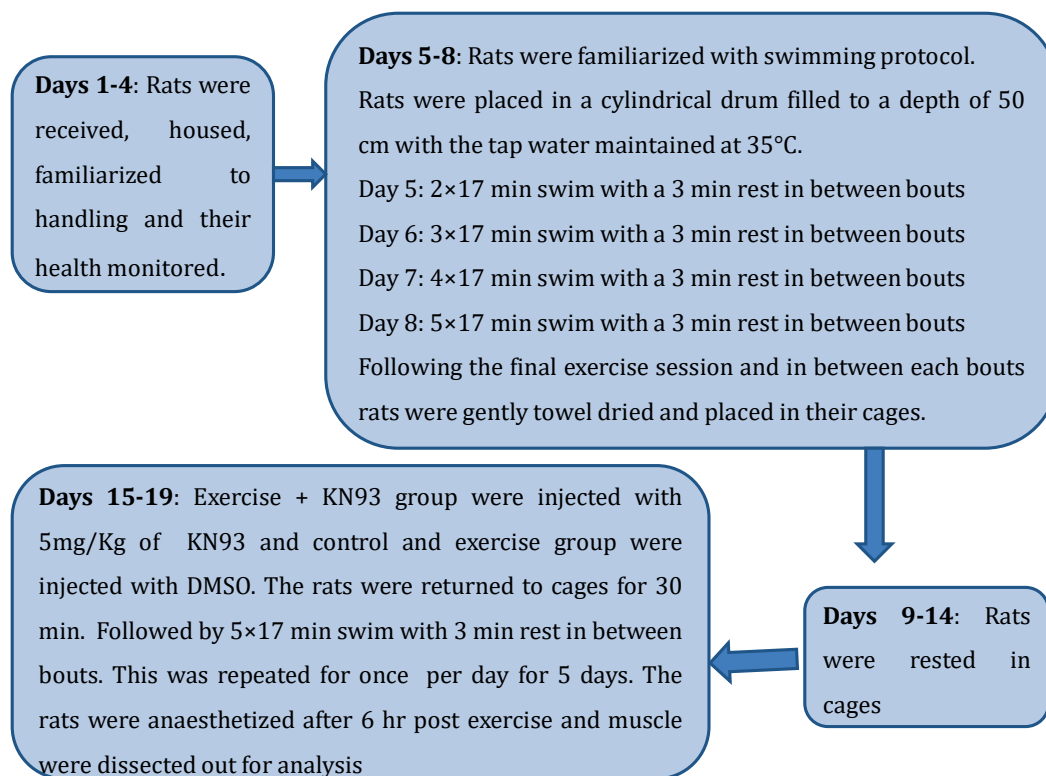 Days 1-4: Rats were
received, housed,
familiarized to
handling and their
health monitored.
Days 5-8: Rats were familiarized with swimming protocol.
Rats were placed in a cylindrical drum filled to a depth of 50
cm with the tap water maintained at 35°C.
Day 5: 2×17 min swim with a 3 min rest in between bouts
Day 6: 3×17 min swim with a 3 min rest in between bouts
Day 7: 4×17 min swim with a 3 min rest in between bouts
Day 8: 5×17 min swim with a 3 min rest in between bouts
Following the final exercise session and in between each bouts
rats were gently towel dried and placed in their cages.
Days 9-14: Rats
were rested in
cages
Days 15-19: Exercise + KN93 group were injected with
5mg/Kg of KN93 and control and exercise group were
injected with DMSO. The rats were returned to cages for 30
min. Followed by 5×17 min swim with 3 min rest in between
bouts. This was repeated for once per day for 5 days. The
rats were anaesthetized after 6 hr post exercise and muscle
were dissected out for analysis